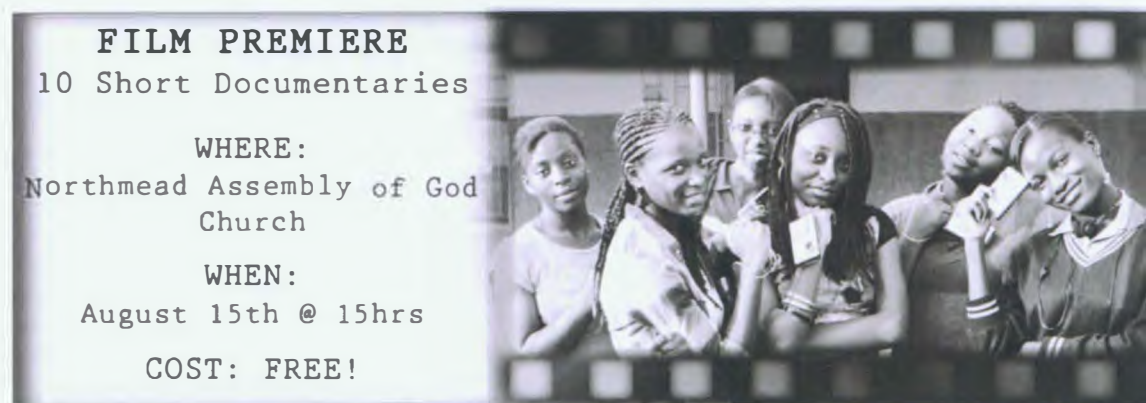 FILM PREMIERE
10 Short Documentaries
WHERE:
Northmead Assembly of God
Church
WHEN:
August 15th @ 15hrs
COST: FREE!